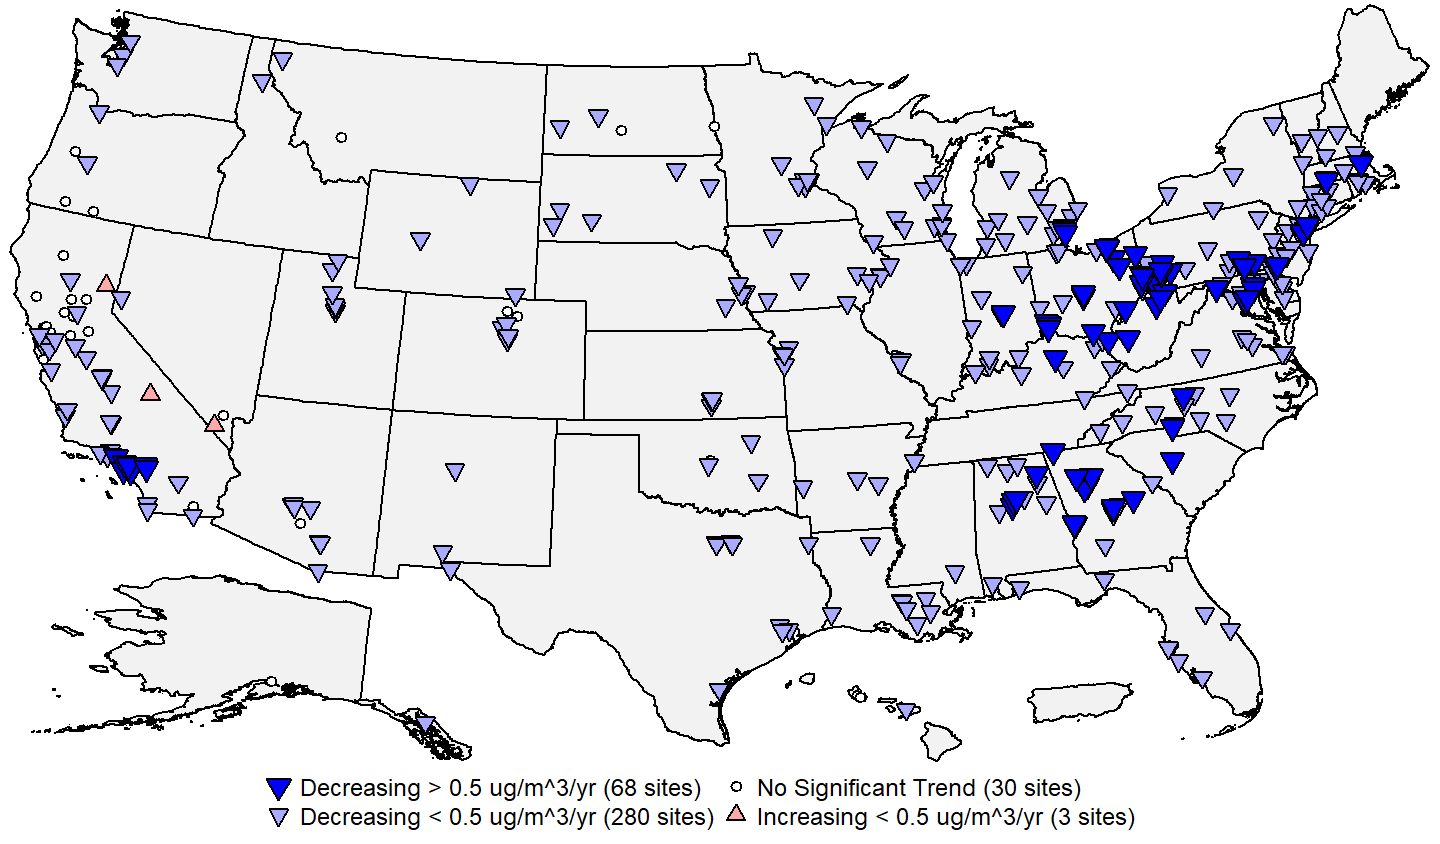 Decreasing > 0.5 ug/m^3/yr (68 sites)
No Significant Trend (30 sites)
Decreasing < 0.5 ug/m^3/yr (280 sites)
Increasing < 0.5 ug/m^3/yr (3 sites)